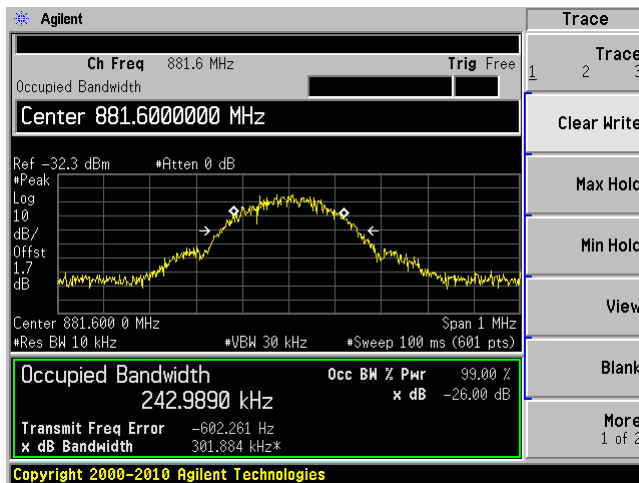 Agilent
Trace
Ch Freq 881.6 MHz Trig Free
Occupied Bandwidth
Center 881.6000000 MHz
Ref -32.3 dBm #Atten 0 dB
#Peak
Log
10
dB/
Offst
1.7
dB
Center 881.600 0 MHz Span 1 MHz
#Res BW 10 kHz #VBW 30 kHz #Sweep 100 ms (601 pts)
Occupied Bandwidth Occ BW % Pwr 99.00 %
242.9890 kHz x dB -26.00 dB
Transmit Freq Error -602.261 Hz
x dB Bandwidth 301.884 kHz*
Copyright 2000-2010 Agilent Technologies
Trace
1 2 3
Clear Write
Max Hold
Min Hold
View
Blank
More
1 of 2